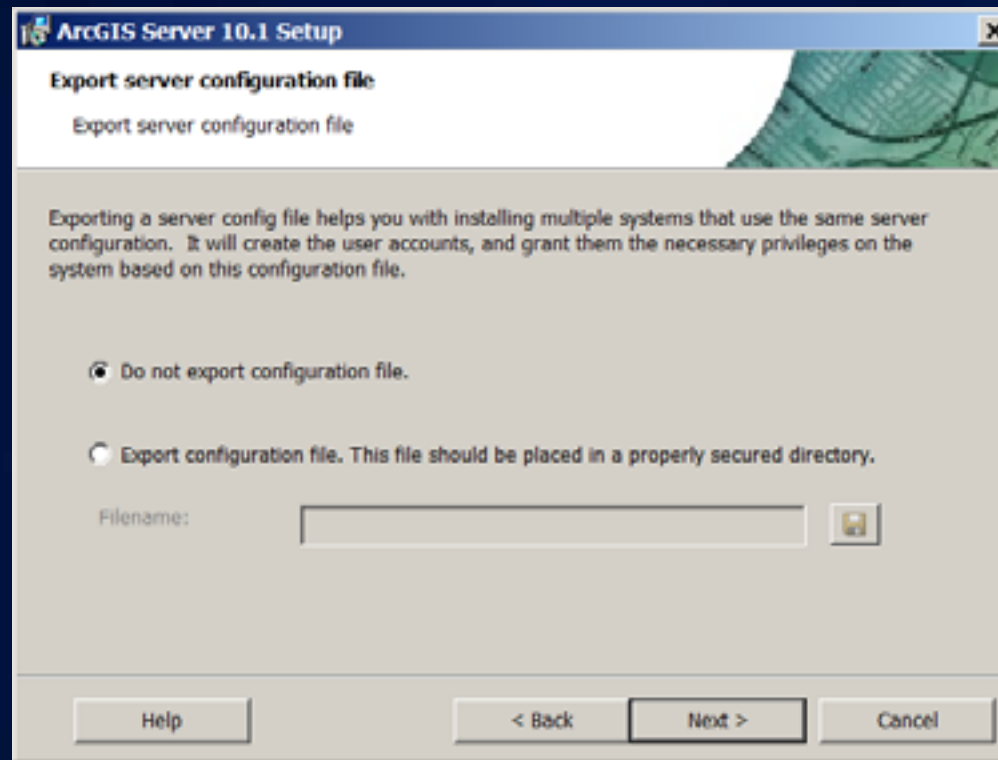 ArcGIS Server 10.1 Setup
Export server configuration file
Export server configuration file
Exporting a server config file helps you with installing multiple systems that use the same server
configuration. It will create the user accounts, and grant them the necessary privileges on the
system based on this configuration file.
Do not export configuration file.
Export configuration file. This file should be placed in a properly secured directory.
Filename:
Help
< Back
Next >
Cancel